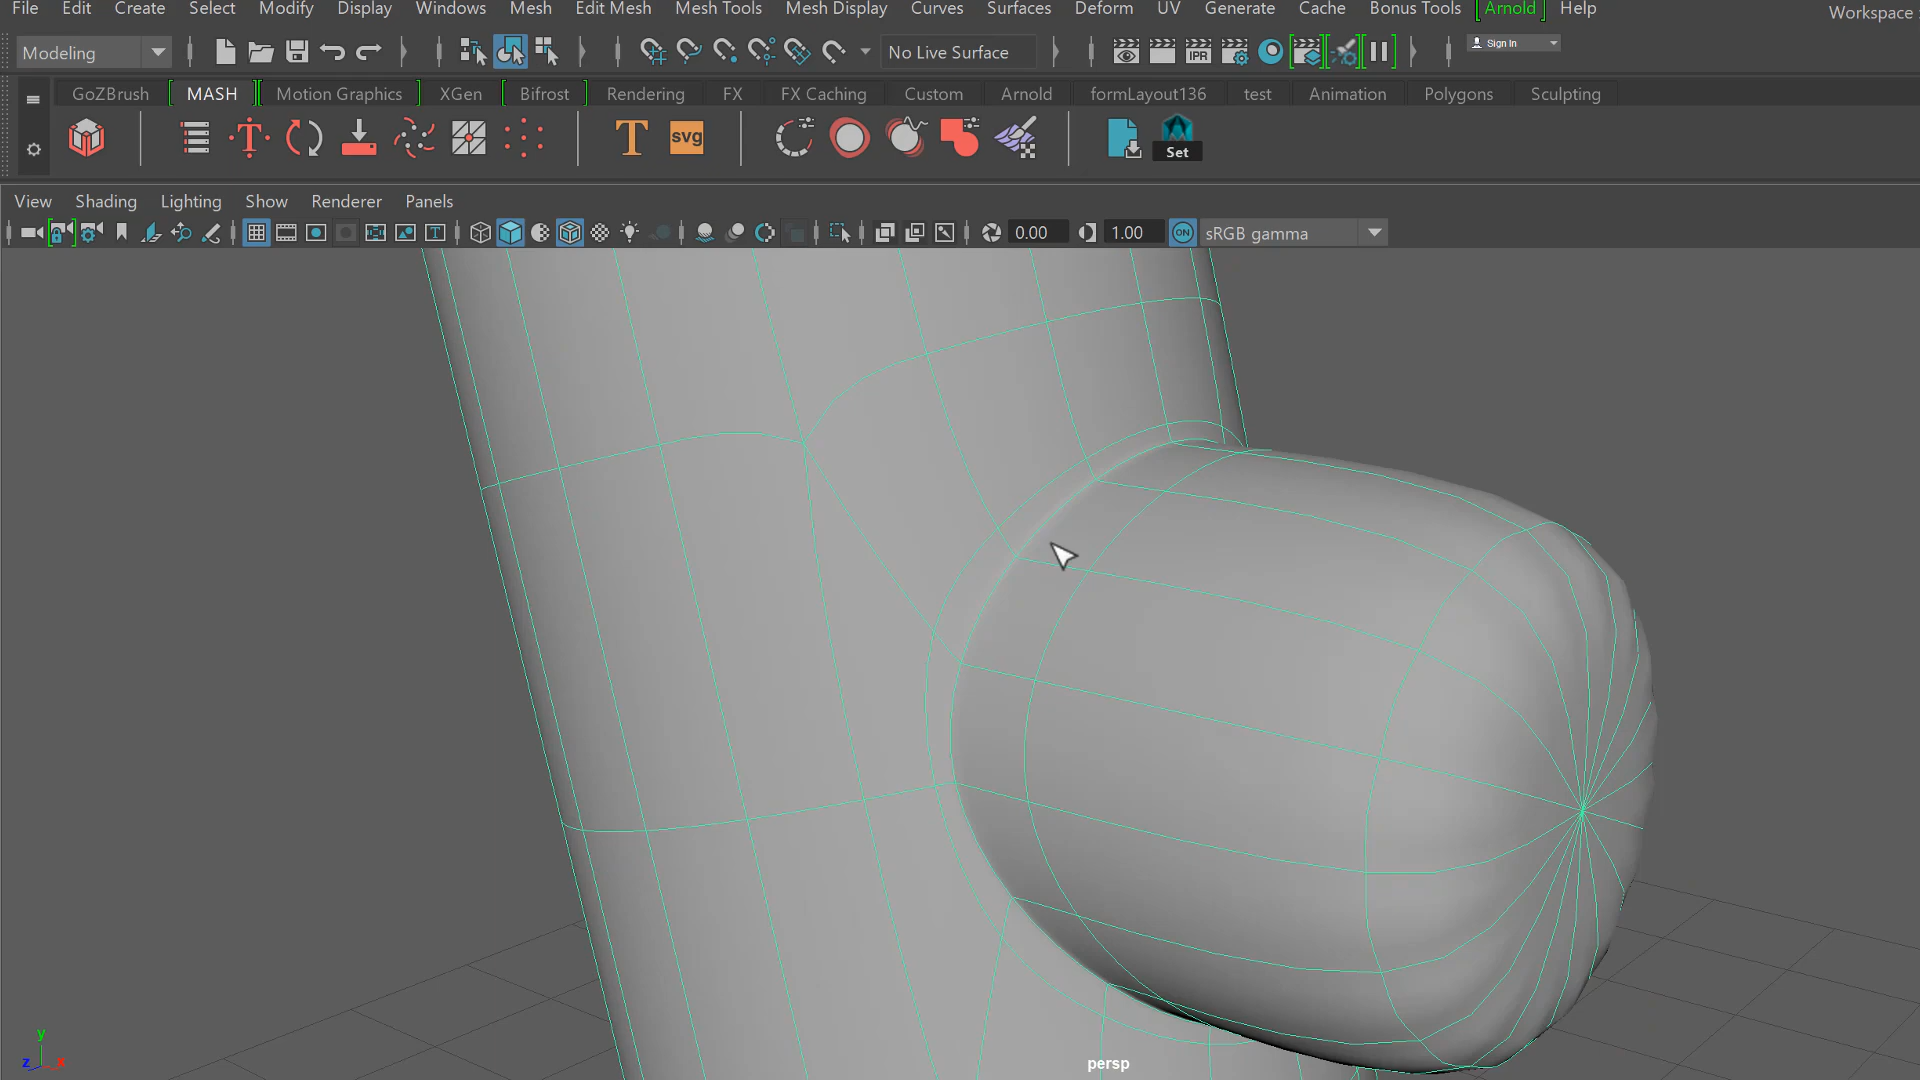 File Edit Create Select Modify Display Windows Mesh Edit Mesh Mesh Tools Mesh Display Curves Surfaces Deform UV Generate Cache Bonus Tools Arnold Help
Workspace
Modeling No Live Surface IPR Sign In
GoZBrush MASH Motion Graphics XGen Bifrost Rendering FX FX Caching Custom Arnold formLayout136 test Animation Polygons Sculpting
T T svg
Set
View Shading Lighting Show Renderer Panels
T 0.00 1.00 ON sRGB gamma
y
z x
persp